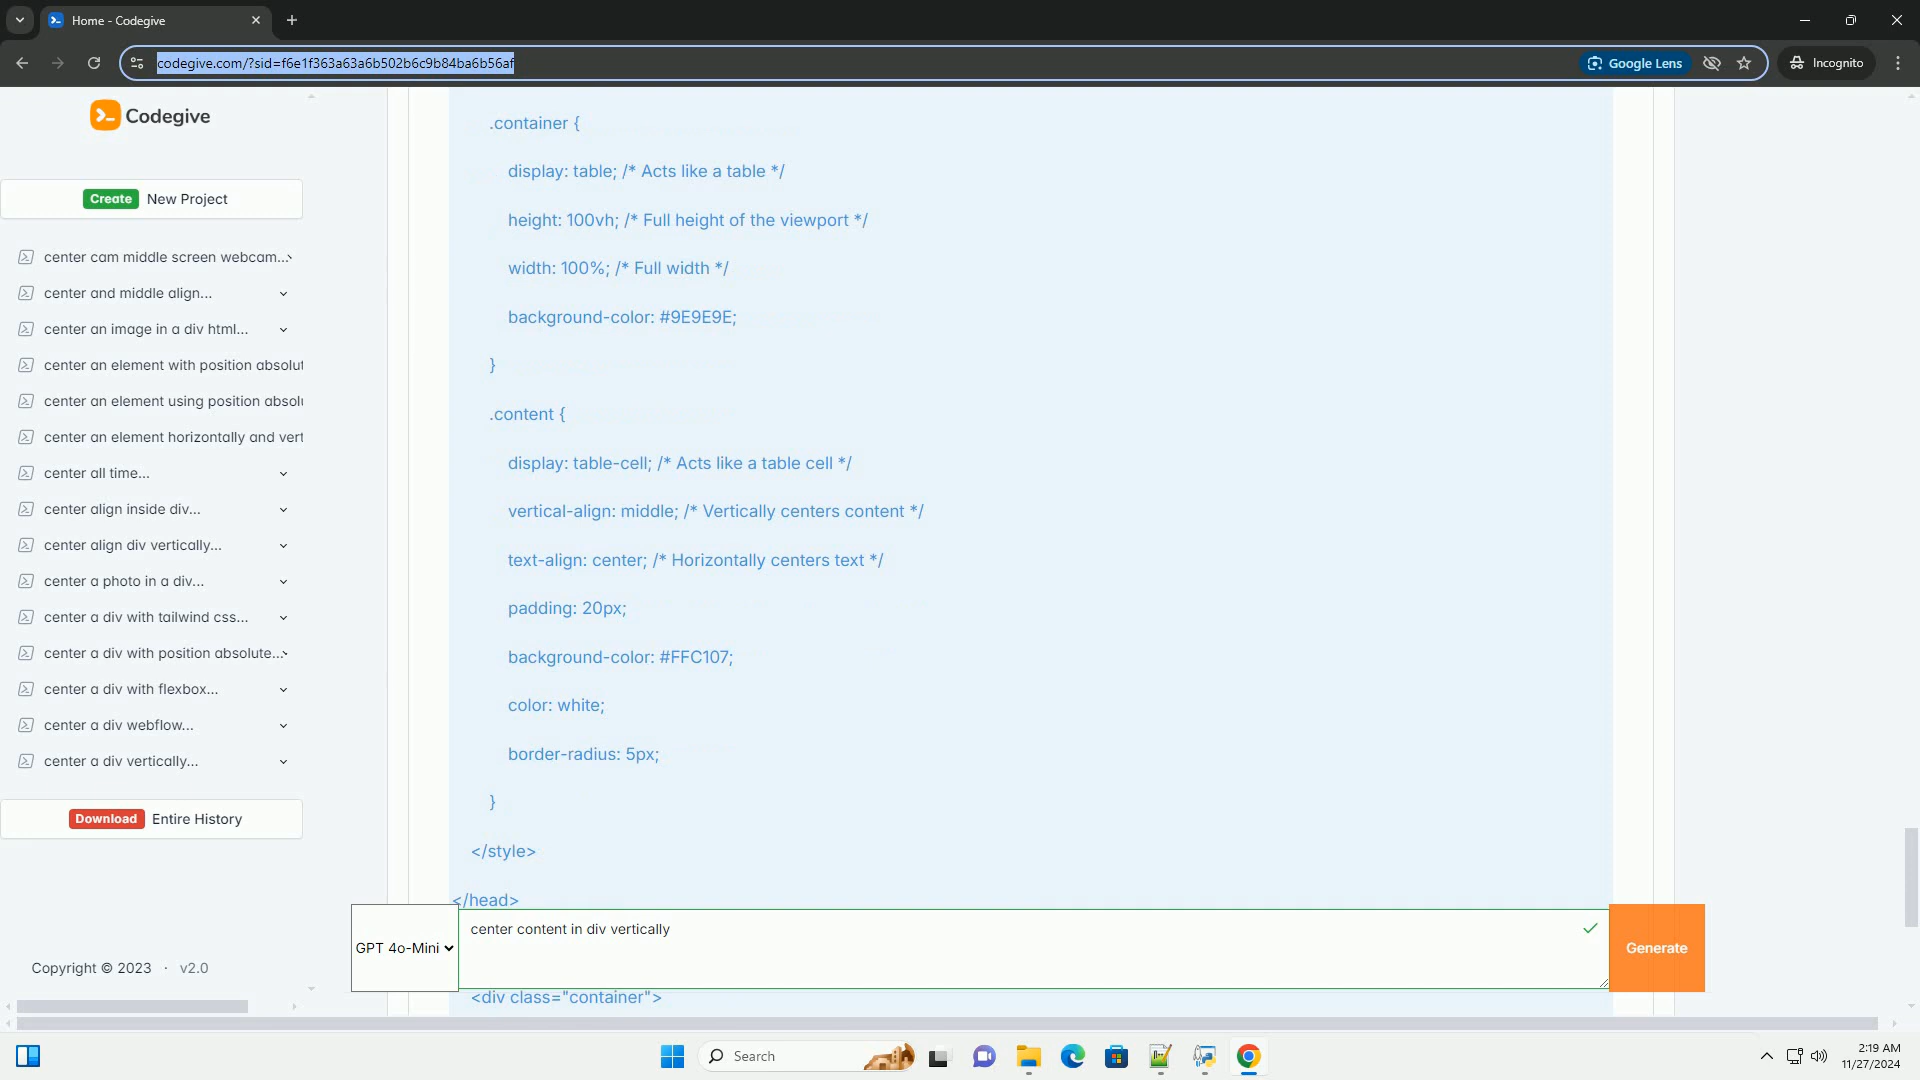 Home - Codegive
codegive.com/?sid=f6e1f363a63a6b502b6c9b84ba6b56af
Google Lens
Incognito
Codegive
Create New Project
center cam middle screen webcam...
center and middle align...
center an image in a div html...
center an element with position absolut
center an element using position absolu
center an element horizontally and vert
center all time...
center align inside div...
center align div vertically...
center a photo in a div...
center a div with tailwind css...
center a div with position absolute...
center a div with flexbox...
center a div webflow...
center a div vertically...
Download Entire History
Copyright © 2023 · v2.0
.container {
display: table; /* Acts like a table */
height: 100vh; /* Full height of the viewport */
width: 100%; /* Full width */
background-color: #9E9E9E;
}
.content {
display: table-cell; /* Acts like a table cell */
vertical-align: middle; /* Vertically centers content */
text-align: center; /* Horizontally centers text */
padding: 20px;
background-color: #FFC107;
color: white;
border-radius: 5px;
}
</style>
</head>
GPT 4o-Mini
center content in div vertically
Generate
<div class="container">
Search
2:19 AM
11/27/2024